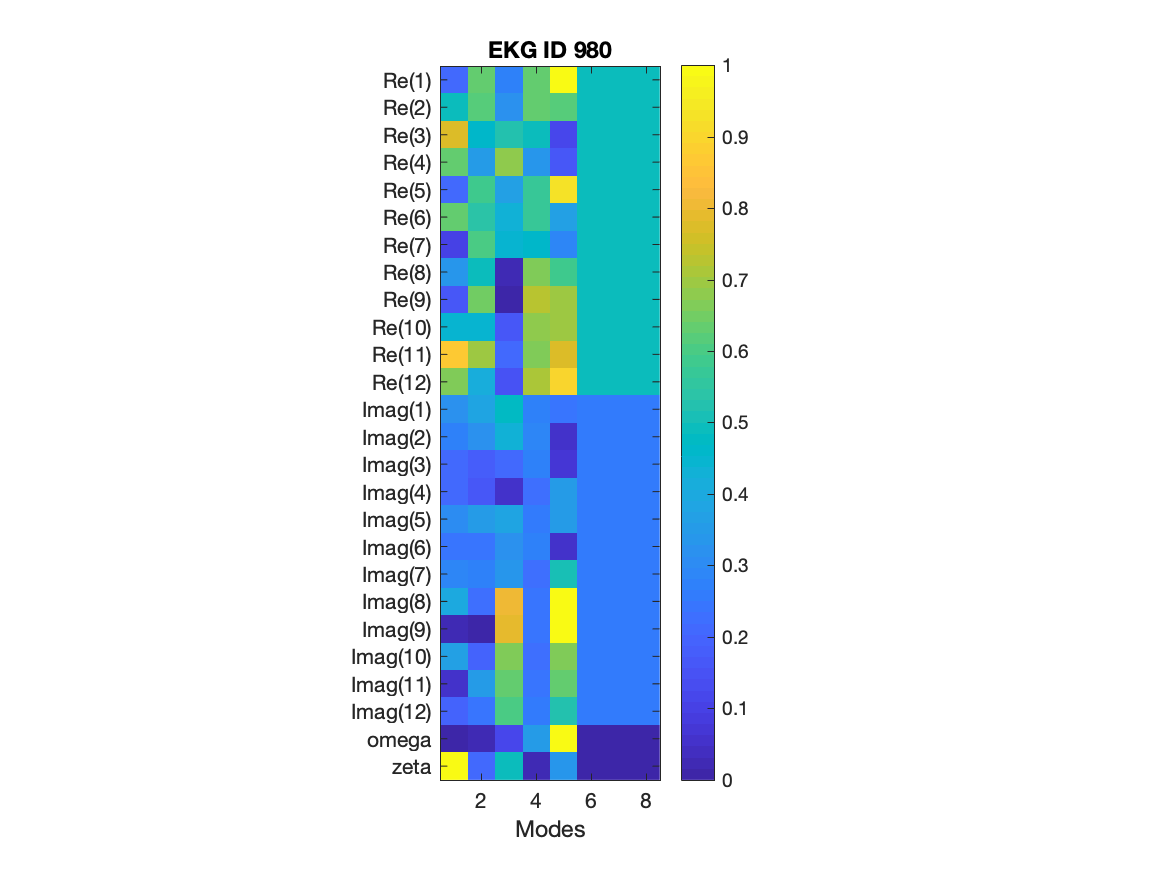 EKG ID 980
Re(1)
Re(2)
Re(3)
Re(4)
Re(5)
Re(6)
Re(7)
Re(8)
Re(9)
Re(10)
Re(11)
Re(12)
Imag(1)
Imag(2)
Imag(3)
Imag(4)
Imag(5)
Imag(6)
Imag(7)
Imag(8)
Imag(9)
Imag(10)
Imag(11)
Imag(12)
omega
zeta
2 4 6 8
Modes
1
0.9
0.8
0.7
0.6
0.5
0.4
0.3
0.2
0.1
0